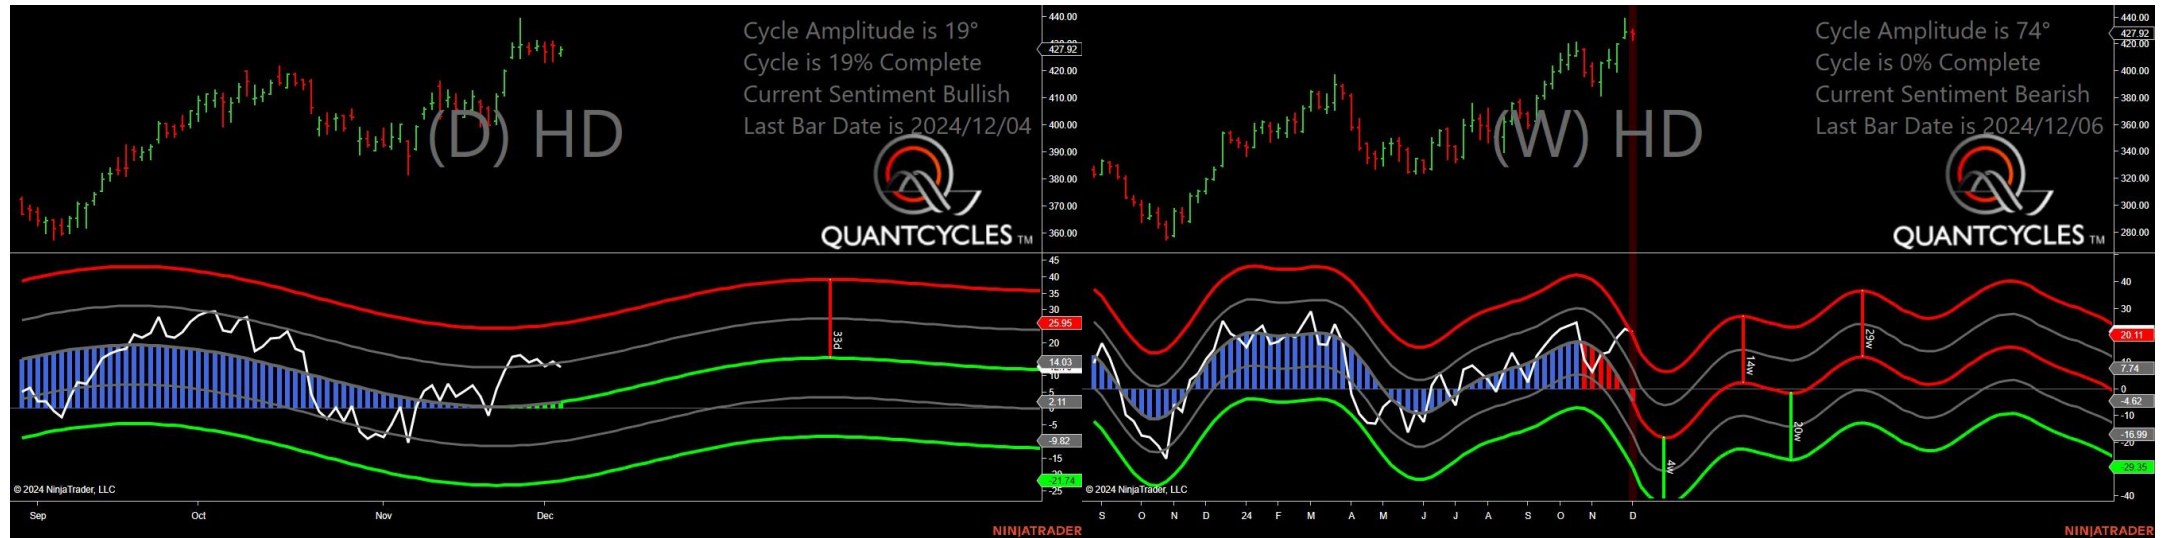 Cycle Amplitude is 19°
Cycle is 19% Complete
Current Sentiment Bullish
Last Bar Date is 2024/12/04
(D) HD
QUANTCYCLES TM
440.00
427.92
420.00
410.00
400.00
390.00
380.00
370.00
360.00
45
40
35
30
25.95
20
14.03
10
5
2.11
-5
-9.82
-15
-21.74
-25
33d
© 2024 NinjaTrader, LLC
Sep Oct Nov Dec
NINJATRADER
Cycle Amplitude is 74°
Cycle is 0% Complete
Current Sentiment Bearish
Last Bar Date is 2024/12/06
(W) HD
QUANTCYCLES TM
440.00
427.92
420.00
400.00
380.00
360.00
340.00
320.00
300.00
280.00
40
30
20.11
7.74
0
-4.62
-10
-16.99
-20
-29.35
-40
4w
14w
20w
29w
© 2024 NinjaTrader, LLC
S O N D 24 F M A M J J A S O N D
NINJATRADER